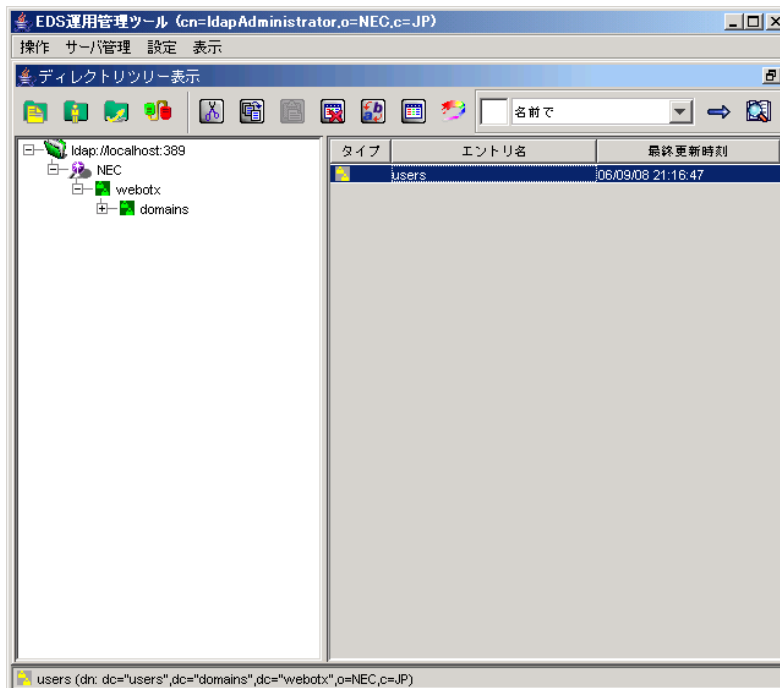 EDS運用管理ツール (cn=ldapAdministrator,o=NEC,c=JP)
操作 サーバ管理 設定 表示
ディレクトリツリー表示
名前で
ldap://localhost:389
NEC
webotx
domains
タイプ エントリ名 最終更新時刻
users 06/09/08 21:16:47
users (dn: dc="users",dc="domains",dc="webotx",o=NEC,c=JP)